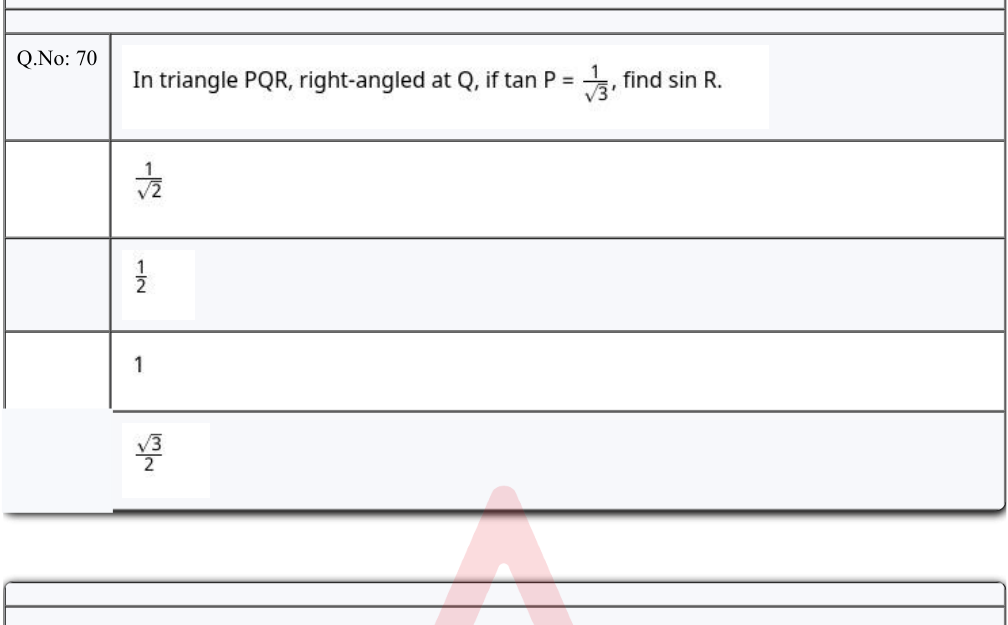 Q.No: 70
In triangle PQR, right-angled at Q, if tan P = 1/√3, find sin R.
1/√2
1/2
1
√3/2